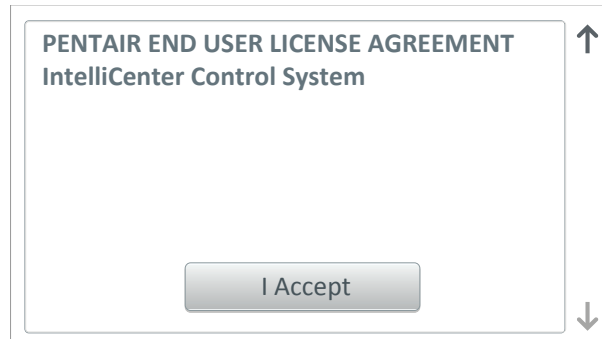 PENTAIR END USER LICENSE AGREEMENT
IntelliCenter Control System
I Accept